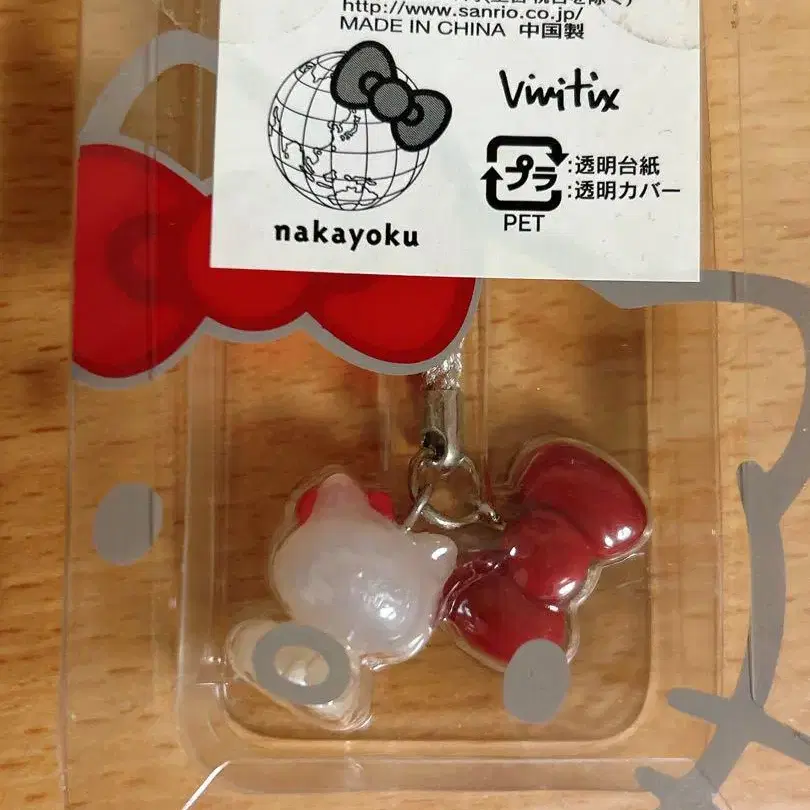 http://www.sanrio.co.jp/
MADE IN CHINA 中国製
Vivitix
プラ
:透明台紙
:透明カバー
PET
nakayoku